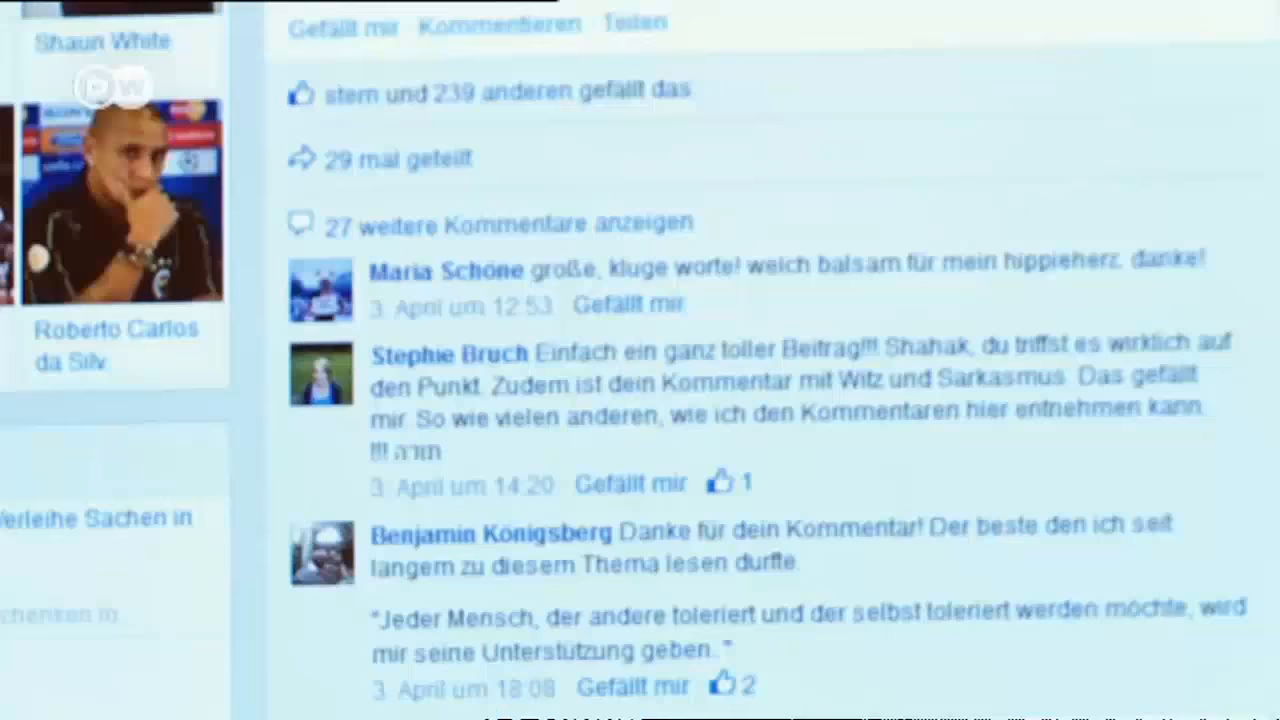 Shaun White
DW
Roberto Carlos
da Silv
Verleihe Sachen in
Gefällt mir Kommentieren Teilen
stern und 239 anderen gefällt das
29 mal geteilt
27 weitere Kommentare anzeigen
Maria Schöne große, kluge worte! weich balsam für mein hippieherz. danke!
3. April um 12:53 Gefällt mir
Stephie Bruch Einfach ein ganz toller Beitrag!!! Shahak, du triffst es wirklich auf
den Punkt. Zudem ist dein Kommentar mit Witz und Sarkasmus. Das gefällt
mir. So wie vielen anderen, wie ich den Kommentaren hier entnehmen kann.
!!! תודה
3. April um 14:20 Gefällt mir 1
Benjamin Königsberg Danke für dein Kommentar! Der beste den ich seit
langem zu diesem Thema lesen durfte.
"Jeder Mensch, der andere toleriert und der selbst toleriert werden möchte, wird
mir seine Unterstützung geben.."
3. April um 18:08 Gefällt mir 2